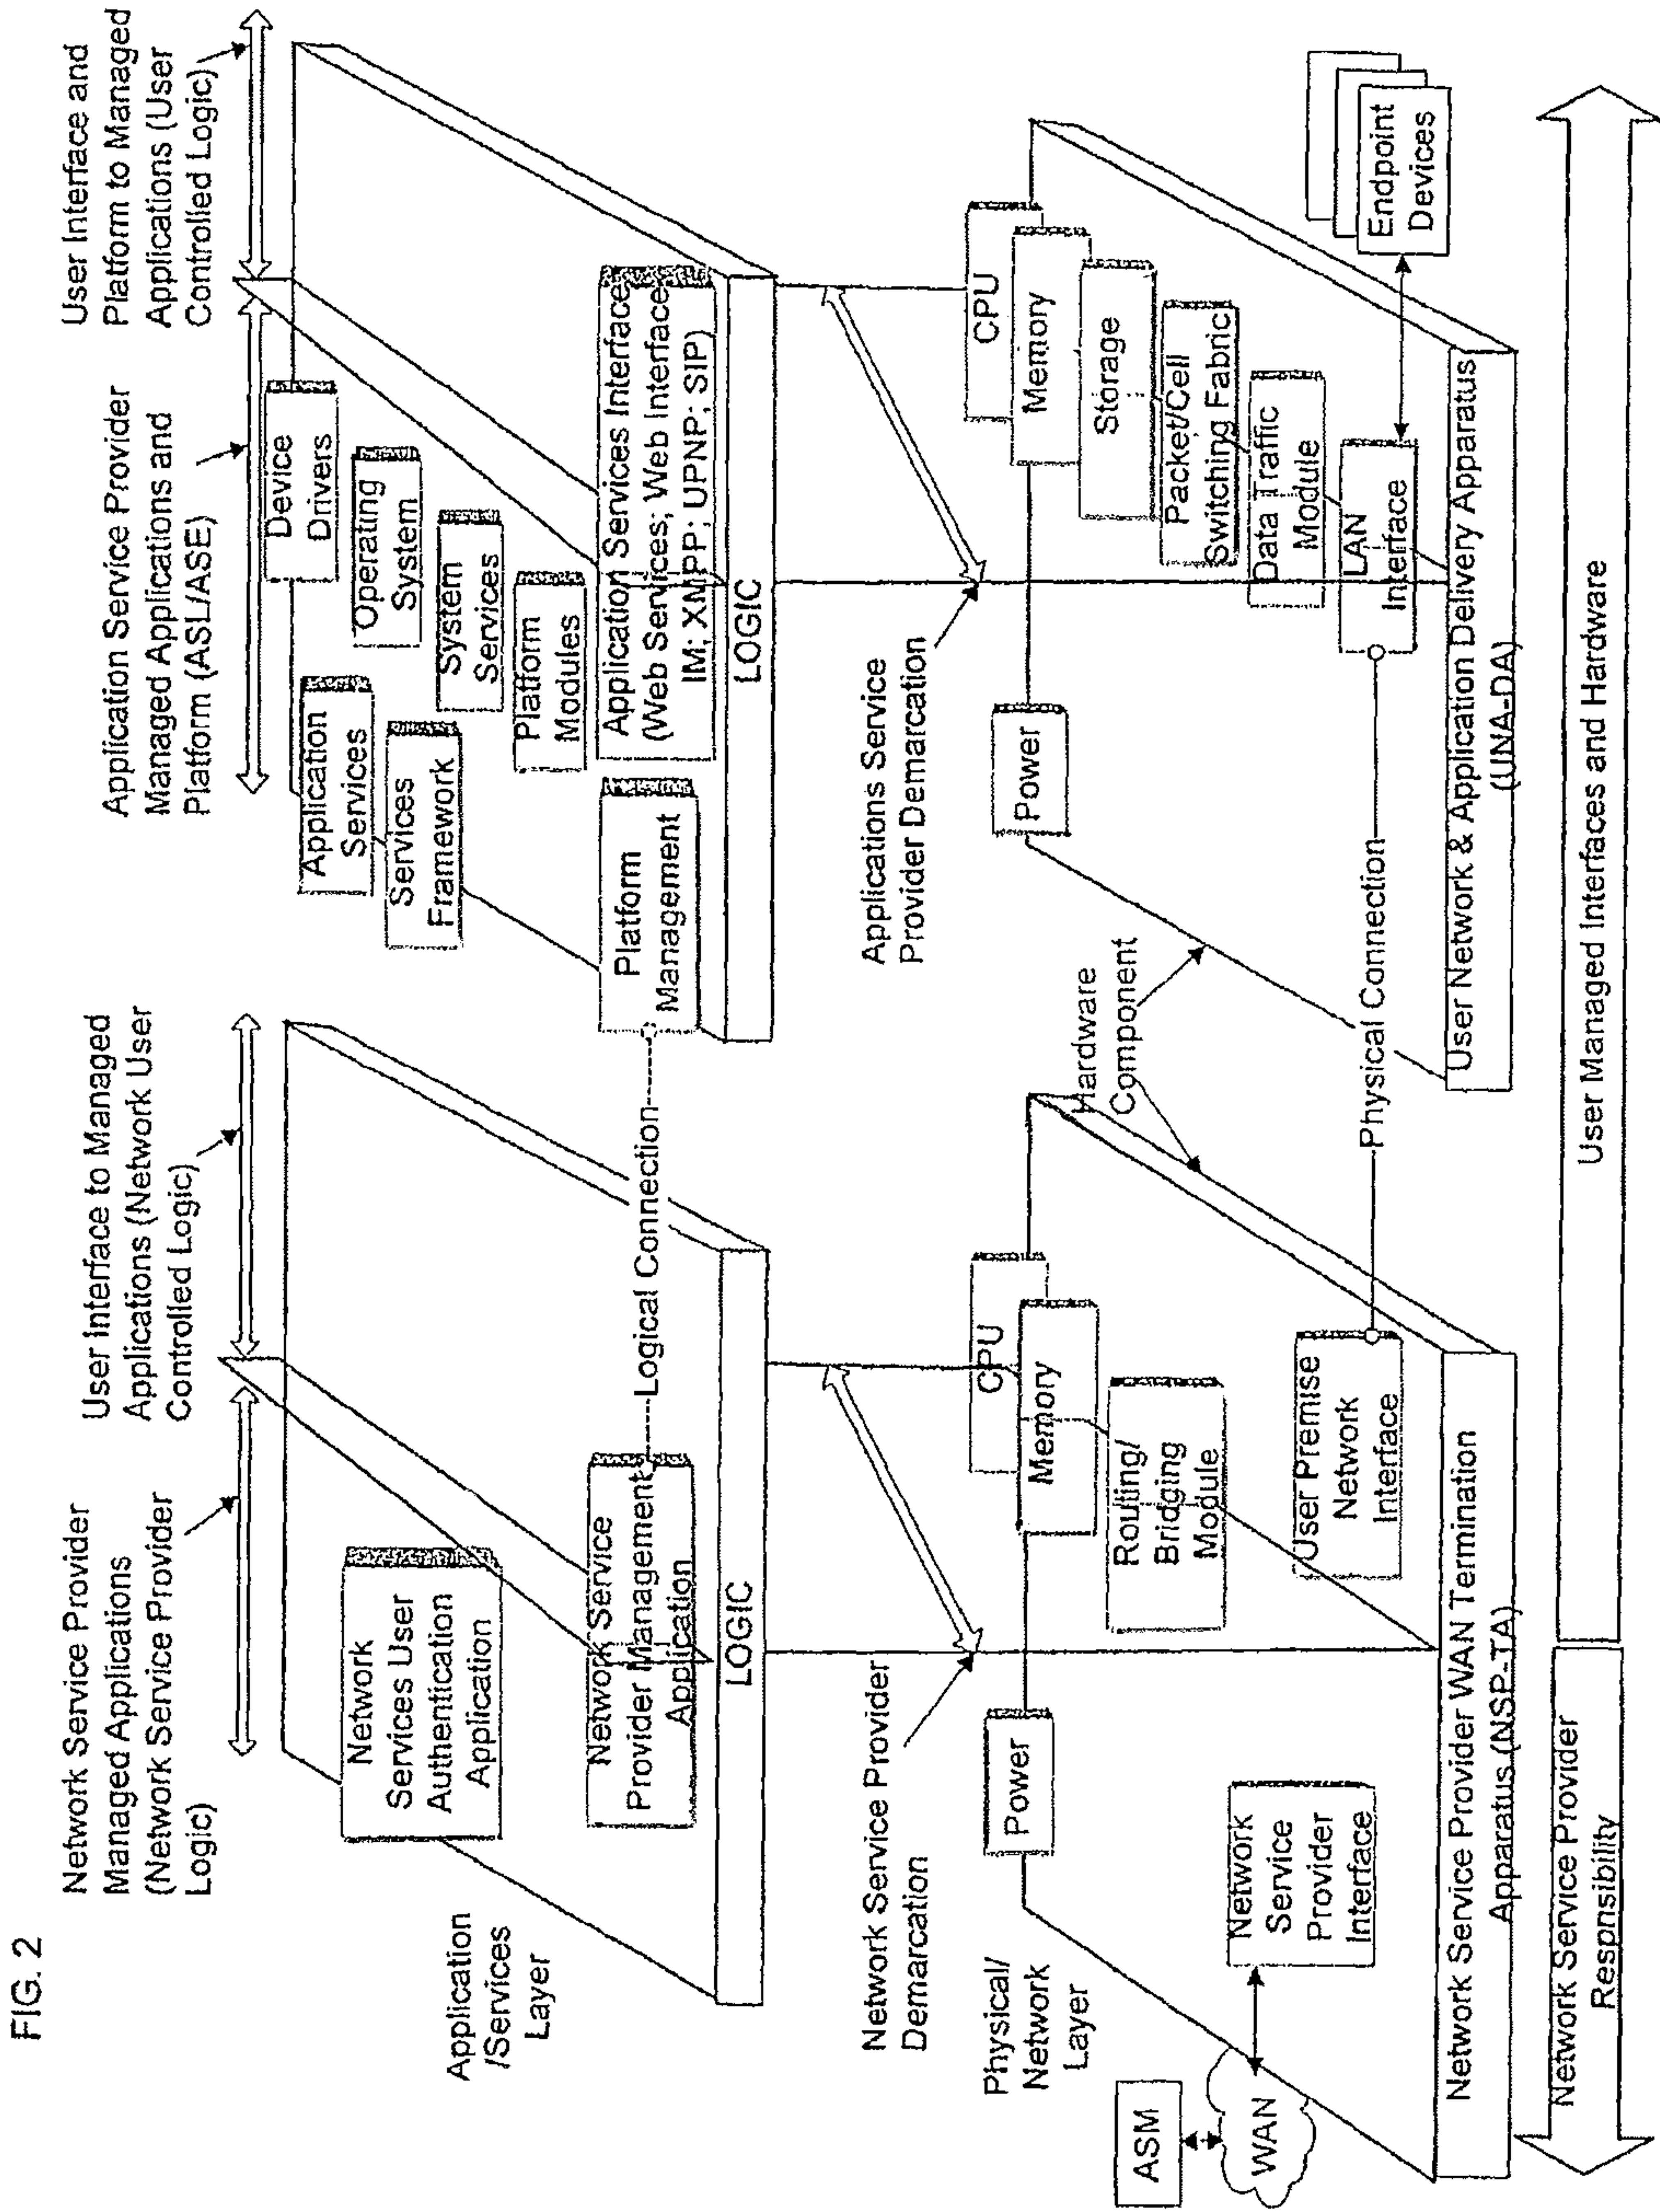 FIG. 2
Network Service Provider
Managed Applications
(Network Service Provider
Logic)
User Interface to Managed
Applications (Network User
Controlled Logic)
Application Service Provider
Managed Applications and
Platform (ASL/ASE)
User Interface and
Platform to Managed
Applications (User
Controlled Logic)
Application
/Services
Layer
Network
Services User
Authentication
Application
Network Service
Provider Management
Application
LOGIC
Logical Connection
Application
Services
Services
Framework
Platform
Management
Device
Drivers
Operating
System
System
Services
Platform
Modules
Application Services Interface
(Web Services; Web Interface
IM; XMPP; UPNP; SIP)
LOGIC
Network Service Provider
Demarcation
Applications Service
Provider Demarcation
Physical/
Network
Layer
ASM
WAN
Power
Network
Service
Provider
Interface
CPU
Memory
Routing/
Bridging
Module
User Premise
Network
Interface
Network Service Provider WAN Termination
Apparatus (NSP-TA)
Hardware
Component
Physical Connection
Power
CPU
Memory
Storage
Packet/Cell
Switching Fabric
Data Traffic
Module
LAN
Interface
Endpoint
Devices
User Network & Application Delivery Apparatus
(UNA-DA)
Network Service Provider
Respnsibility
User Managed Interfaces and Hardware